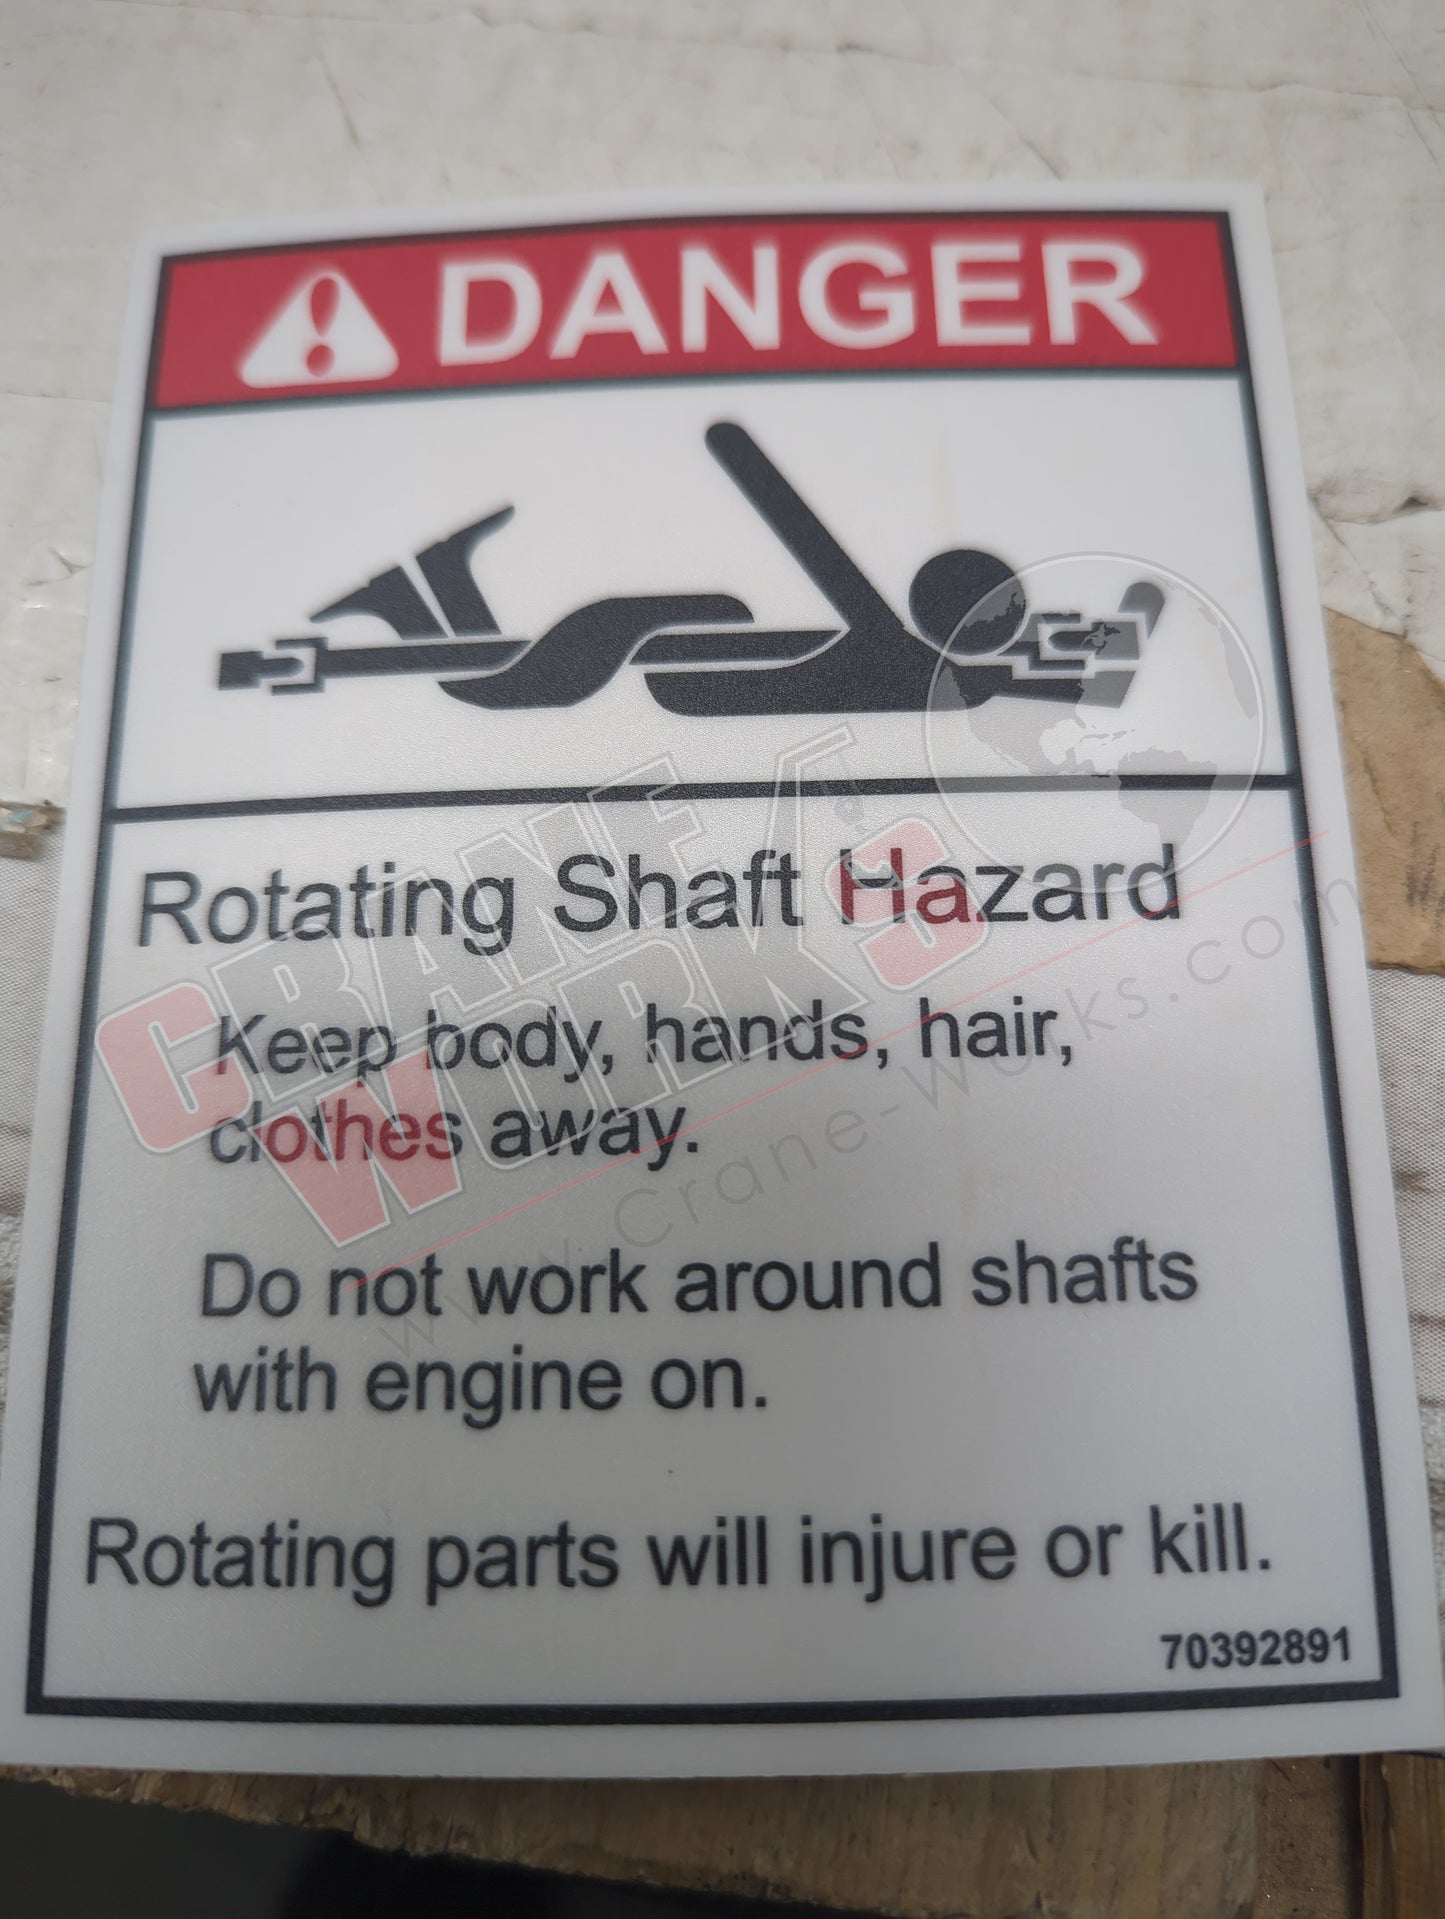 DANGER
Rotating Shaft Hazard
Keep body, hands, hair,
clothes away.
Do not work around shafts
with engine on.
Rotating parts will injure or kill.
70392891
CRANE
WORKS
www.Crane-Works.com